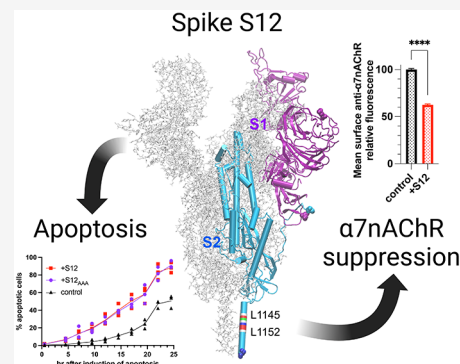 Spike S12
S1
S2
L1145
L1152
Apoptosis
% apoptotic cells
100
80
60
40
20
0
+S12
+S12AAA
control
0 5 10 15 20 25
hr after induction of apoptosis
Mean surface anti-α7nAChR
relative fluorescence
100
50
0
****
control
+S12
α7nAChR
suppression